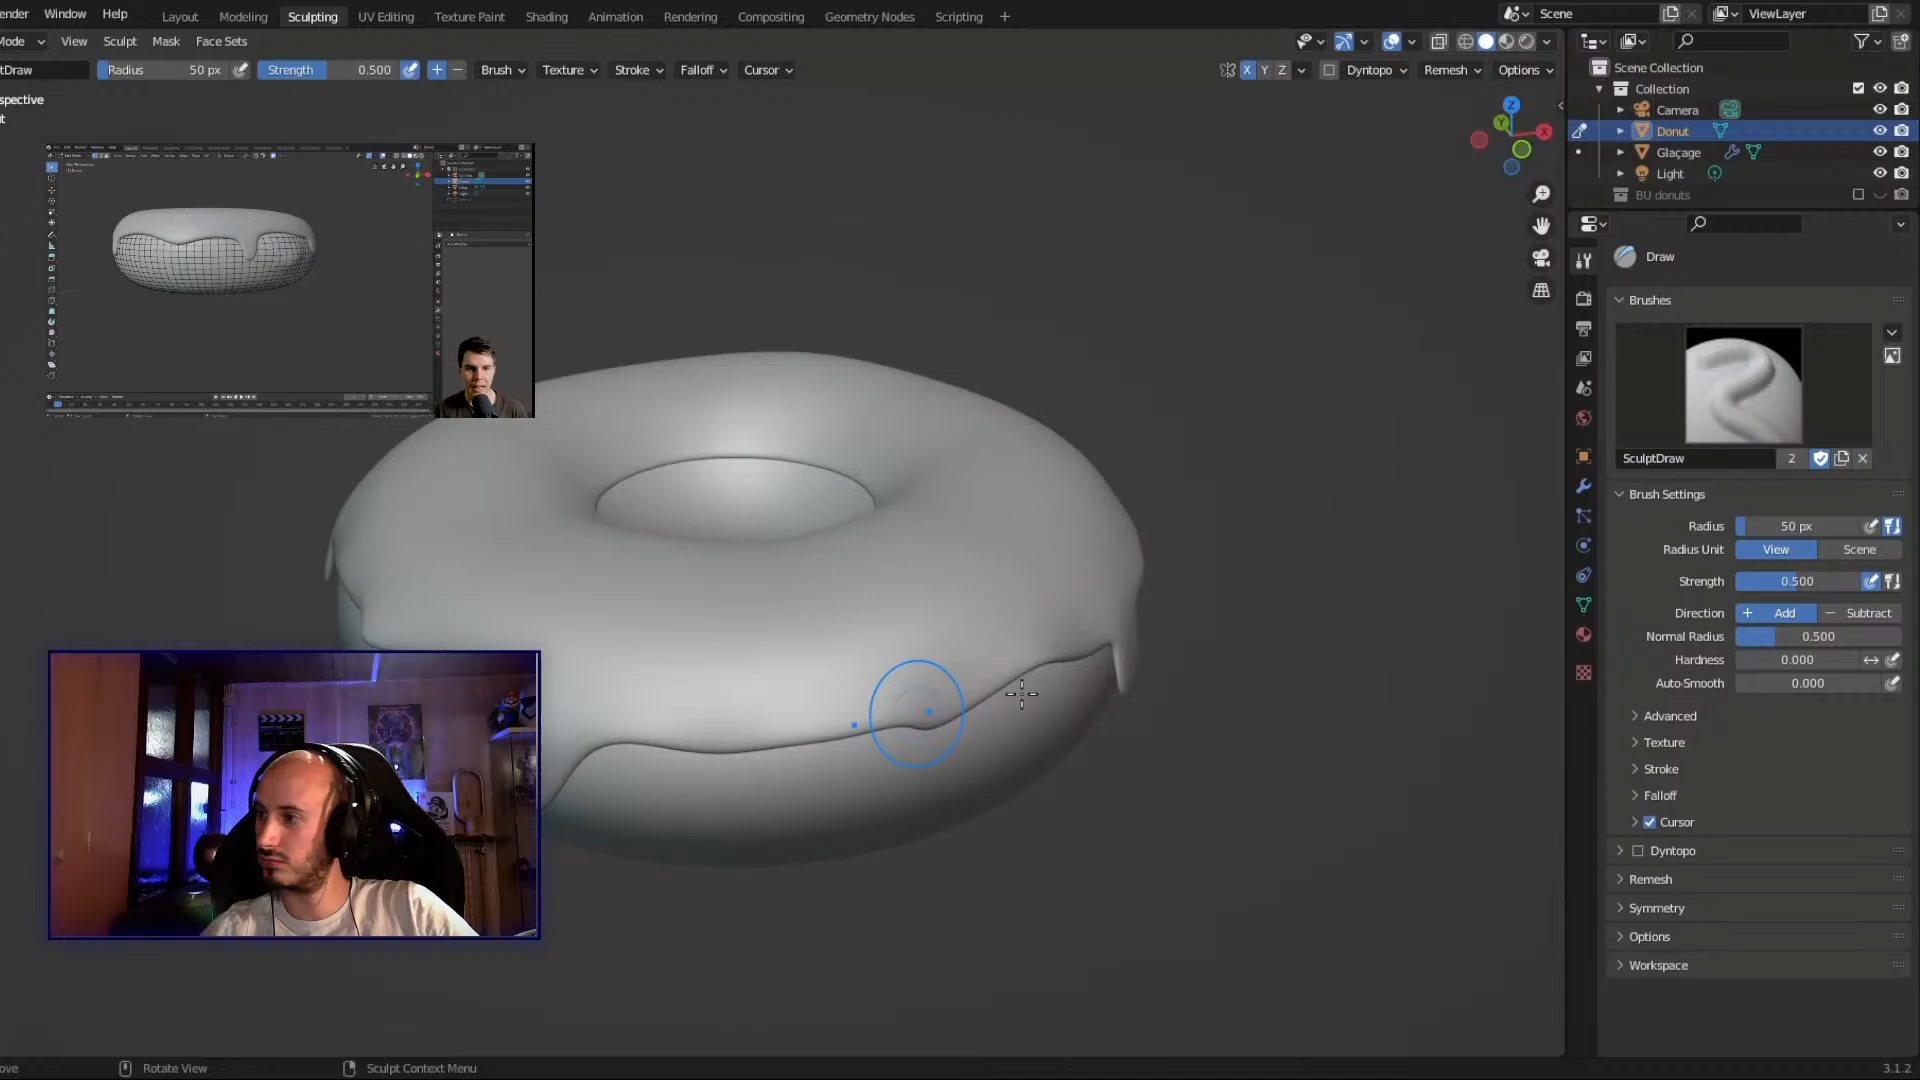 ender Window Help Layout Modeling Sculpting UV Editing Texture Paint Shading Animation Rendering Compositing Geometry Nodes Scripting + Scene ViewLayer
Mode View Sculpt Mask Face Sets
tDraw Radius 50 px Strength 0.500 + − Brush Texture Stroke Falloff Cursor X Y Z Dyntopo Remesh Options
spective
t
Z
Y
X
Scene Collection
Collection
Camera
Donut
Glaçage
Light
BU donuts
Draw
Brushes
SculptDraw 2
Brush Settings
Radius 50 px
Radius Unit View Scene
Strength 0.500
Direction + Add − Subtract
Normal Radius 0.500
Hardness 0.000
Auto-Smooth 0.000
Advanced
Texture
Stroke
Falloff
Cursor
Dyntopo
Remesh
Symmetry
Options
Workspace
ove Rotate View Sculpt Context Menu 3.1.2